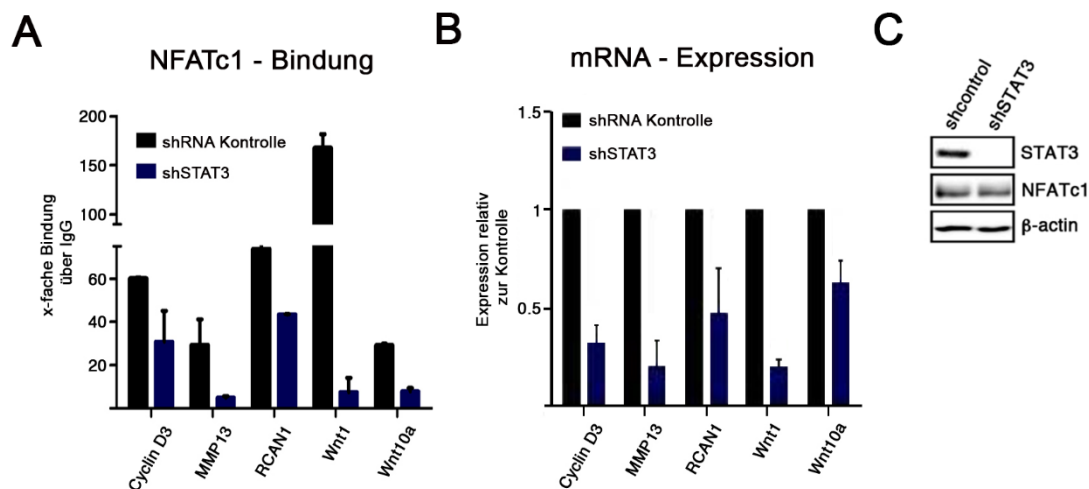 A
NFATc1 - Bindung
x-fache Bindung
über IgG
200
150
100
60
40
20
shRNA Kontrolle
shSTAT3
Cyclin D3
MMP13
RCAN1
Wnt1
Wnt10a
B
mRNA - Expression
Expression relativ
zur Kontrolle
1.5
1
0.5
shRNA Kontrolle
shSTAT3
Cyclin D3
MMP13
RCAN1
Wnt1
Wnt10a
C
shcontrol
shSTAT3
STAT3
NFATc1
β-actin